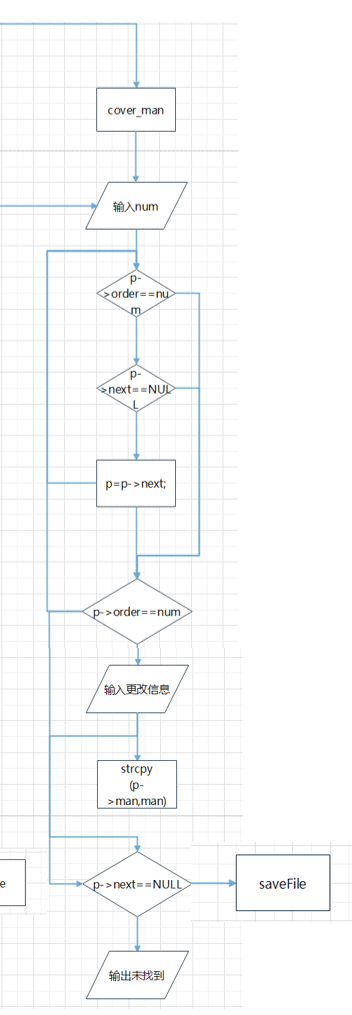 cover_man
输入num
p-
>order==nu
m
p-
>next==NUL
L
p=p->next;
p->order==num
输入更改信息
strcpy
(p-
>man,man)
e
p->next==NULL
saveFile
输出未找到